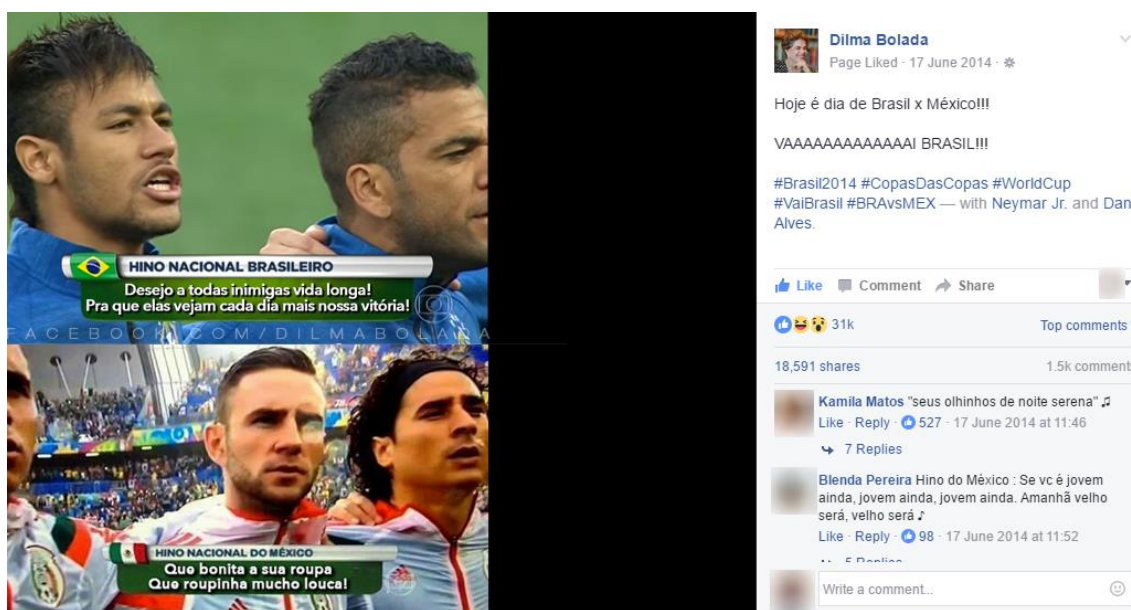 HINO NACIONAL BRASILEIRO
Desejo a todas inimigas vida longa!
Pra que elas vejam cada dia mais nossa vitória!
FACEBOOK.COM/DILMABOLADA
HINO NACIONAL DO MÉXICO
Que bonita a sua roupa
Que roupinha mucho louca!
Dilma Bolada
Page Liked · 17 June 2014 ·
Hoje é dia de Brasil x México!!!
VAAAAAAAAAAAAAI BRASIL!!!
#Brasil2014 #CopasDasCopas #WorldCup
#VaiBrasil #BRAvsMEX — with Neymar Jr. and Dan
Alves.
Like Comment Share
31k Top comments
18,591 shares 1.5k comment
Kamila Matos "seus olhinhos de noite serena" ♫
Like · Reply · 527 · 17 June 2014 at 11:46
7 Replies
Blenda Pereira Hino do México : Se vc é jovem
ainda, jovem ainda, jovem ainda. Amanhã velho
será, velho será ♪
Like · Reply · 98 · 17 June 2014 at 11:52
5 Replies
Write a comment...